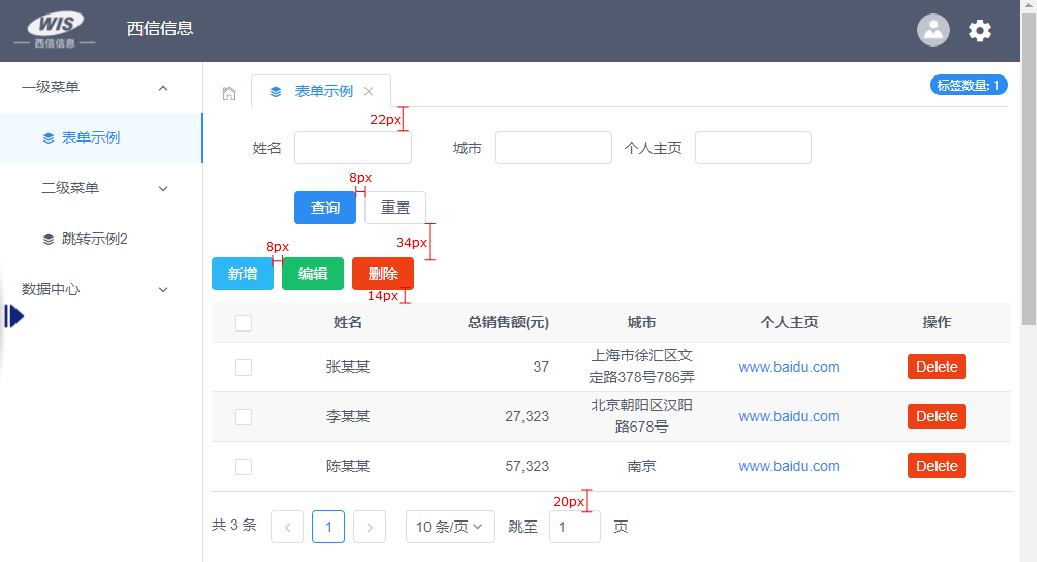 WIS
西信信息
西信信息
一级菜单
表单示例
二级菜单
跳转示例2
数据中心
表单示例
标签数量: 1
22px
姓名
城市
个人主页
8px
查询
重置
34px
8px
新增
编辑
删除
14px
姓名 总销售额(元) 城市 个人主页 操作
张某某 37 上海市徐汇区文
定路378号786弄 www.baidu.com Delete
李某某 27,323 北京朝阳区汉阳
路678号 www.baidu.com Delete
陈某某 57,323 南京 www.baidu.com Delete
20px
共 3 条 1 10 条/页 跳至 1 页